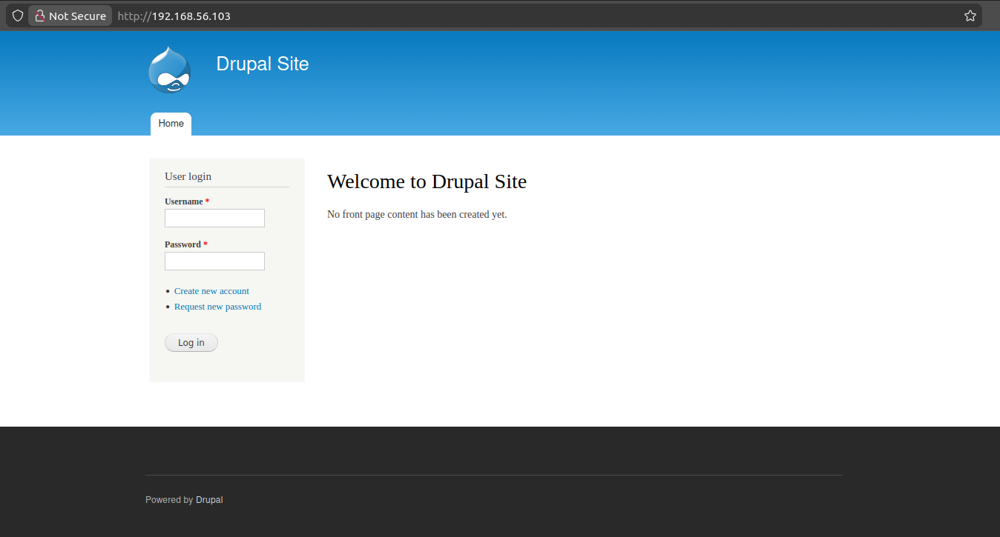 Not Secure http://192.168.56.103
Drupal Site
Home
User login
Username *
Password *
Create new account
Request new password
Log in
Welcome to Drupal Site
No front page content has been created yet.
Powered by Drupal